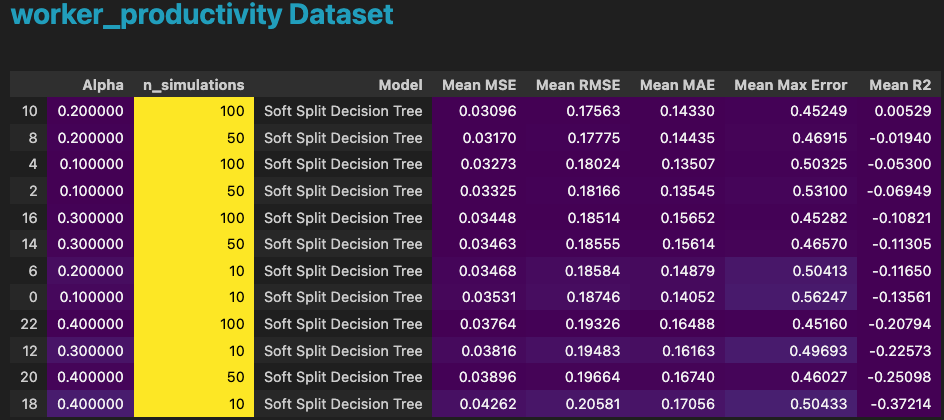 worker_productivity Dataset
Alpha n_simulations Model Mean MSE Mean RMSE Mean MAE Mean Max Error Mean R2
10 0.200000 100 Soft Split Decision Tree 0.03096 0.17563 0.14330 0.45249 0.00529
8 0.200000 50 Soft Split Decision Tree 0.03170 0.17775 0.14435 0.46915 -0.01940
4 0.100000 100 Soft Split Decision Tree 0.03273 0.18024 0.13507 0.50325 -0.05300
2 0.100000 50 Soft Split Decision Tree 0.03325 0.18166 0.13545 0.53100 -0.06949
16 0.300000 100 Soft Split Decision Tree 0.03448 0.18514 0.15652 0.45282 -0.10821
14 0.300000 50 Soft Split Decision Tree 0.03463 0.18555 0.15614 0.46570 -0.11305
6 0.200000 10 Soft Split Decision Tree 0.03468 0.18584 0.14879 0.50413 -0.11650
0 0.100000 10 Soft Split Decision Tree 0.03531 0.18746 0.14052 0.56247 -0.13561
22 0.400000 100 Soft Split Decision Tree 0.03764 0.19326 0.16488 0.45160 -0.20794
12 0.300000 10 Soft Split Decision Tree 0.03816 0.19483 0.16163 0.49693 -0.22573
20 0.400000 50 Soft Split Decision Tree 0.03896 0.19664 0.16740 0.46027 -0.25098
18 0.400000 10 Soft Split Decision Tree 0.04262 0.20581 0.17056 0.50433 -0.37214